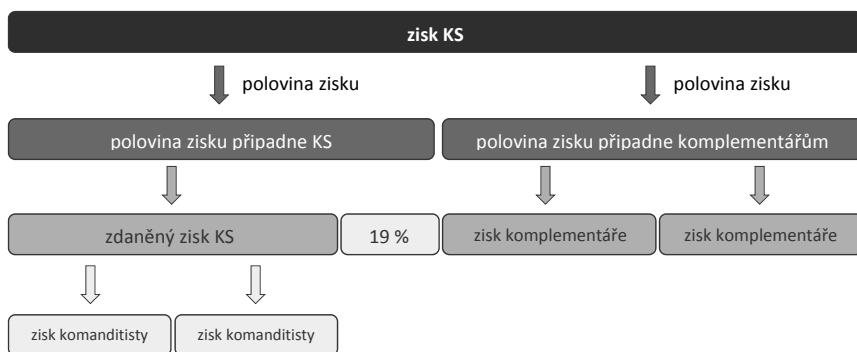 zisk KS
polovina zisku
polovina zisku
polovina zisku připadne KS
polovina zisku připadne komplementářům
zdaněný zisk KS
19 %
zisk komplementáře
zisk komplementáře
zisk komanditisty
zisk komanditisty